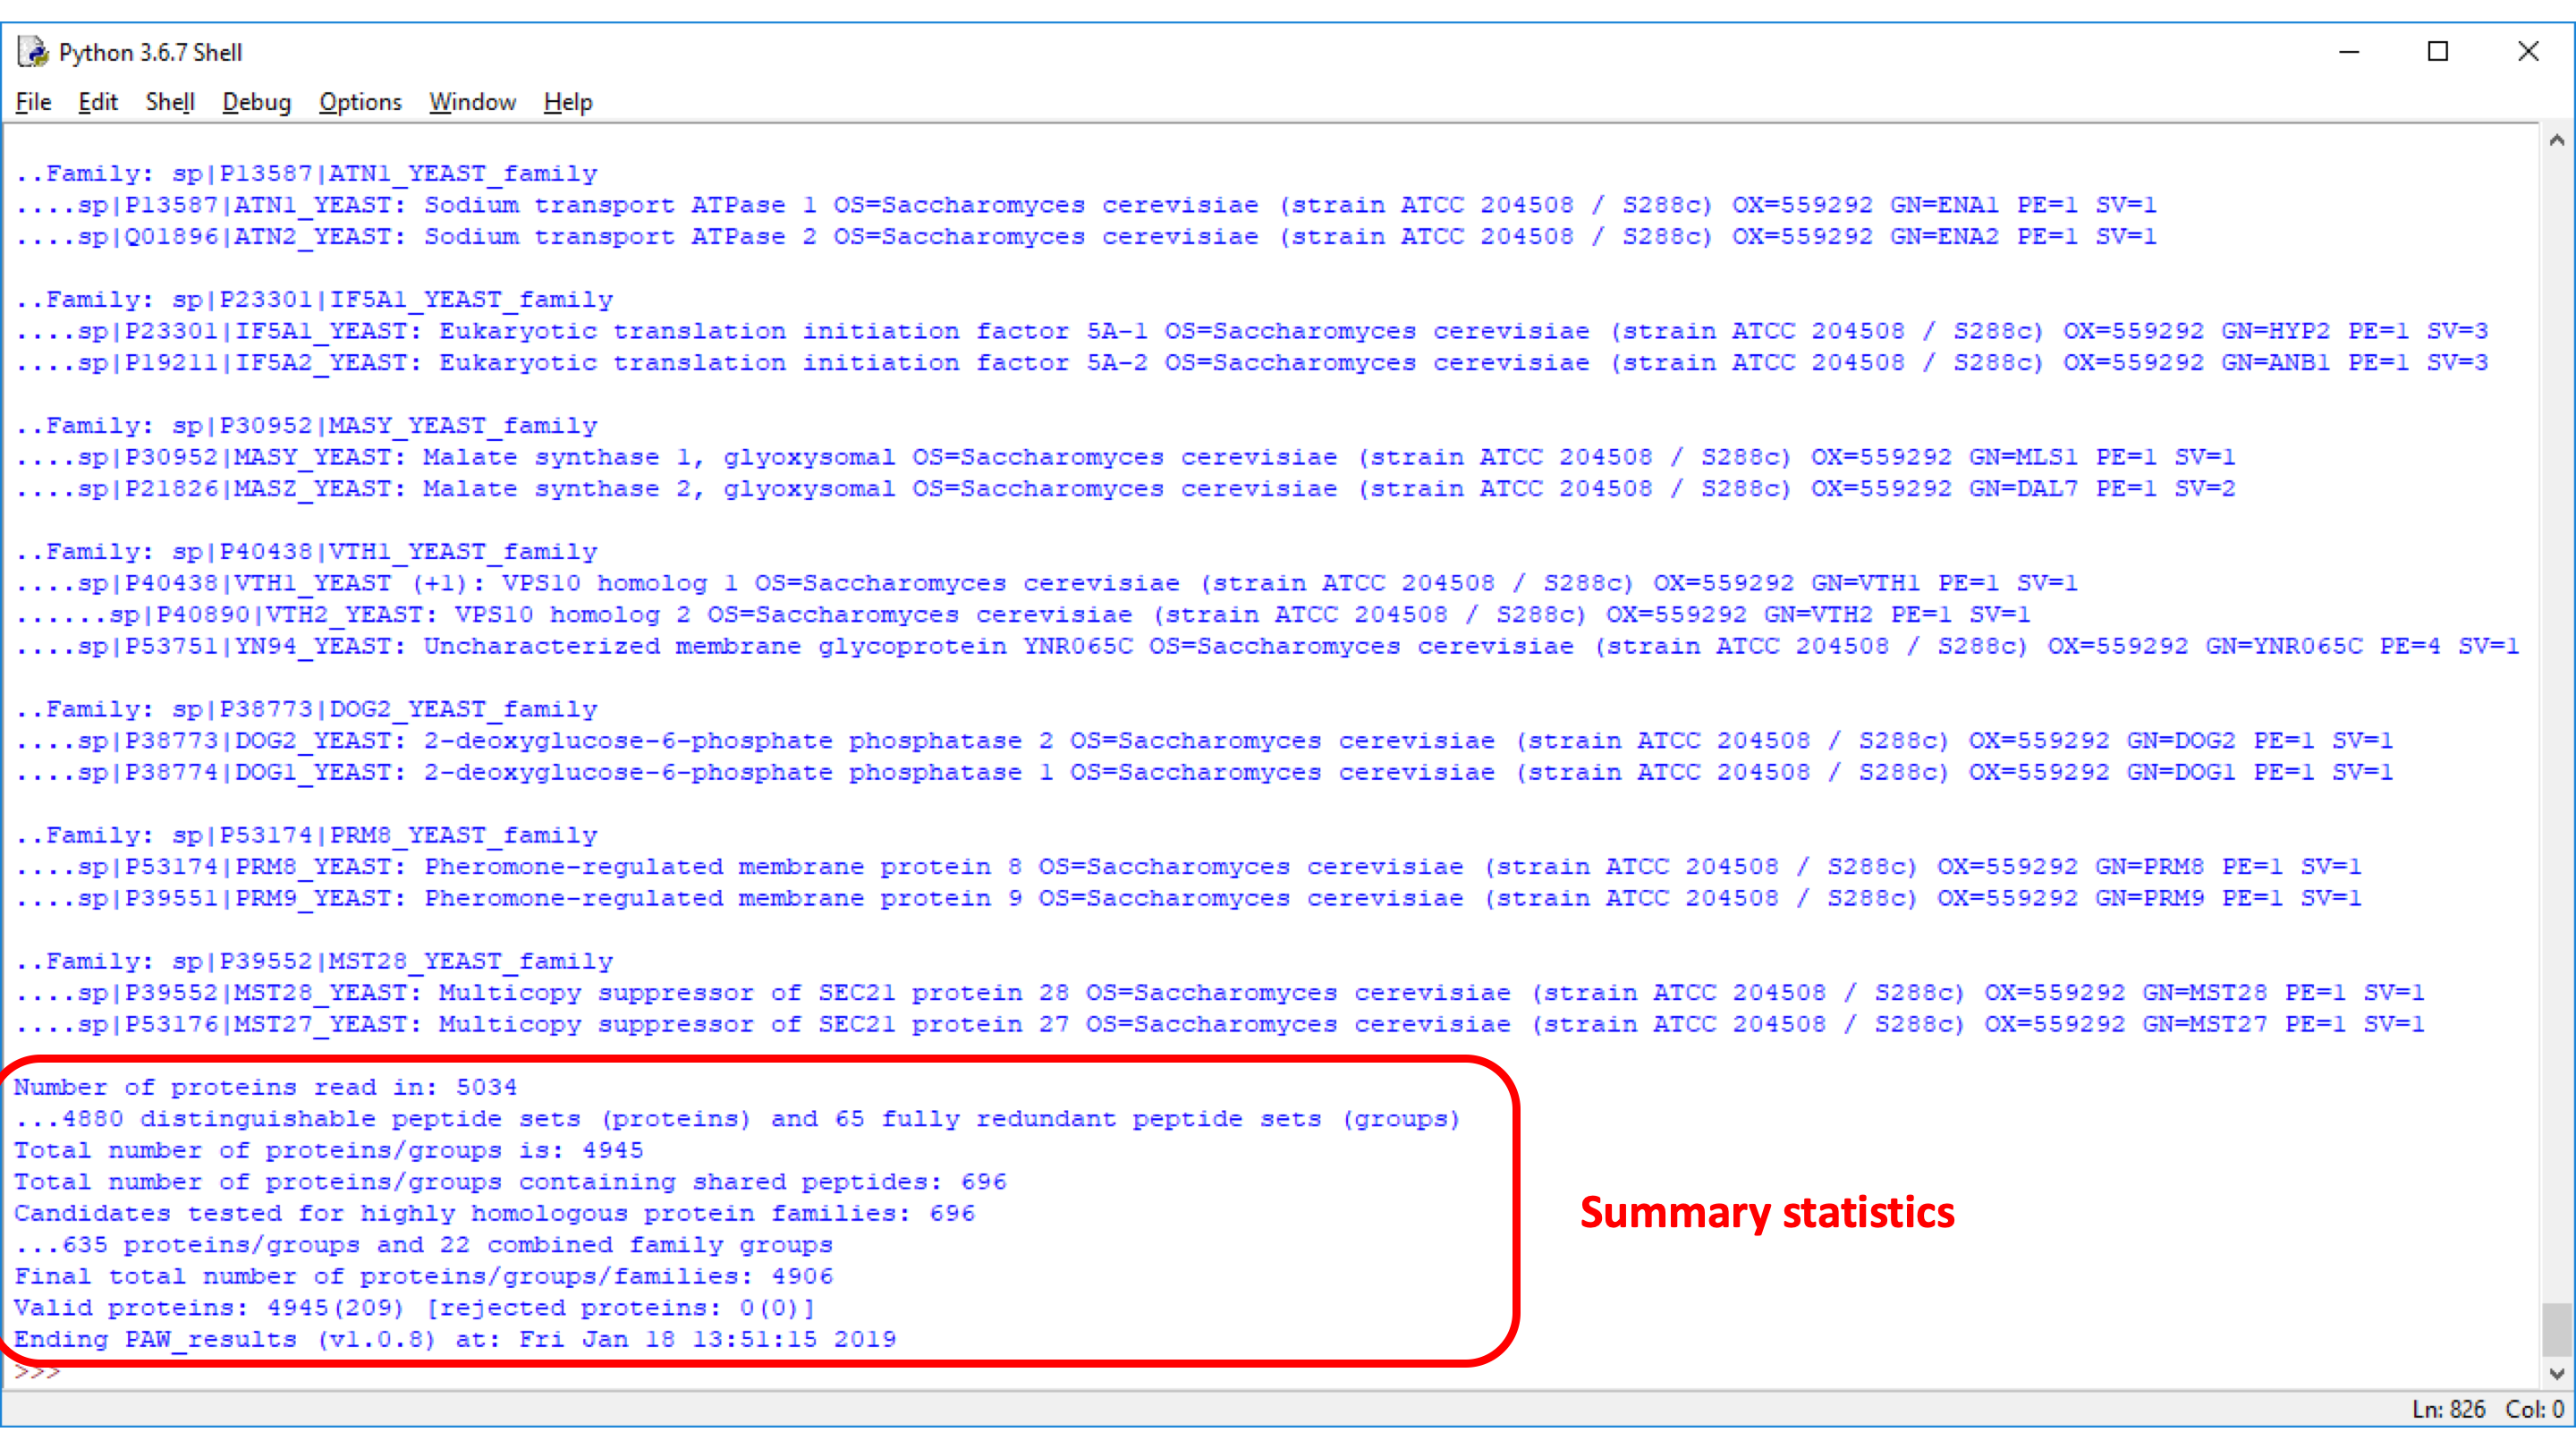 Python 3.6.7 Shell
File Edit Shell Debug Options Window Help
..Family: sp|P13587|ATN1_YEAST_family
....sp|P13587|ATN1_YEAST: Sodium transport ATPase 1 OS=Saccharomyces cerevisiae (strain ATCC 204508 / S288c) OX=559292 GN=ENA1 PE=1 SV=1
....sp|Q01896|ATN2_YEAST: Sodium transport ATPase 2 OS=Saccharomyces cerevisiae (strain ATCC 204508 / S288c) OX=559292 GN=ENA2 PE=1 SV=1
..Family: sp|P23301|IF5A1_YEAST_family
....sp|P23301|IF5A1_YEAST: Eukaryotic translation initiation factor 5A-1 OS=Saccharomyces cerevisiae (strain ATCC 204508 / S288c) OX=559292 GN=HYP2 PE=1 SV=3
....sp|P19211|IF5A2_YEAST: Eukaryotic translation initiation factor 5A-2 OS=Saccharomyces cerevisiae (strain ATCC 204508 / S288c) OX=559292 GN=ANB1 PE=1 SV=3
..Family: sp|P30952|MASY_YEAST_family
....sp|P30952|MASY_YEAST: Malate synthase 1, glyoxysomal OS=Saccharomyces cerevisiae (strain ATCC 204508 / S288c) OX=559292 GN=MLS1 PE=1 SV=1
....sp|P21826|MASZ_YEAST: Malate synthase 2, glyoxysomal OS=Saccharomyces cerevisiae (strain ATCC 204508 / S288c) OX=559292 GN=DAL7 PE=1 SV=2
..Family: sp|P40438|VTH1_YEAST_family
....sp|P40438|VTH1_YEAST (+1): VPS10 homolog 1 OS=Saccharomyces cerevisiae (strain ATCC 204508 / S288c) OX=559292 GN=VTH1 PE=1 SV=1
......sp|P40890|VTH2_YEAST: VPS10 homolog 2 OS=Saccharomyces cerevisiae (strain ATCC 204508 / S288c) OX=559292 GN=VTH2 PE=1 SV=1
....sp|P53751|YN94_YEAST: Uncharacterized membrane glycoprotein YNR065C OS=Saccharomyces cerevisiae (strain ATCC 204508 / S288c) OX=559292 GN=YNR065C PE=4 SV=1
..Family: sp|P38773|DOG2_YEAST_family
....sp|P38773|DOG2_YEAST: 2-deoxyglucose-6-phosphate phosphatase 2 OS=Saccharomyces cerevisiae (strain ATCC 204508 / S288c) OX=559292 GN=DOG2 PE=1 SV=1
....sp|P38774|DOG1_YEAST: 2-deoxyglucose-6-phosphate phosphatase 1 OS=Saccharomyces cerevisiae (strain ATCC 204508 / S288c) OX=559292 GN=DOG1 PE=1 SV=1
..Family: sp|P53174|PRM8_YEAST_family
....sp|P53174|PRM8_YEAST: Pheromone-regulated membrane protein 8 OS=Saccharomyces cerevisiae (strain ATCC 204508 / S288c) OX=559292 GN=PRM8 PE=1 SV=1
....sp|P39551|PRM9_YEAST: Pheromone-regulated membrane protein 9 OS=Saccharomyces cerevisiae (strain ATCC 204508 / S288c) OX=559292 GN=PRM9 PE=1 SV=1
..Family: sp|P39552|MST28_YEAST_family
....sp|P39552|MST28_YEAST: Multicopy suppressor of SEC21 protein 28 OS=Saccharomyces cerevisiae (strain ATCC 204508 / S288c) OX=559292 GN=MST28 PE=1 SV=1
....sp|P53176|MST27_YEAST: Multicopy suppressor of SEC21 protein 27 OS=Saccharomyces cerevisiae (strain ATCC 204508 / S288c) OX=559292 GN=MST27 PE=1 SV=1
Number of proteins read in: 5034
...4880 distinguishable peptide sets (proteins) and 65 fully redundant peptide sets (groups)
Total number of proteins/groups is: 4945
Total number of proteins/groups containing shared peptides: 696
Candidates tested for highly homologous protein families: 696
...635 proteins/groups and 22 combined family groups
Final total number of proteins/groups/families: 4906
Valid proteins: 4945(209) [rejected proteins: 0(0)]
Ending PAW_results (v1.0.8) at: Fri Jan 18 13:51:15 2019
>>>
Summary statistics
Ln: 826 Col: 0